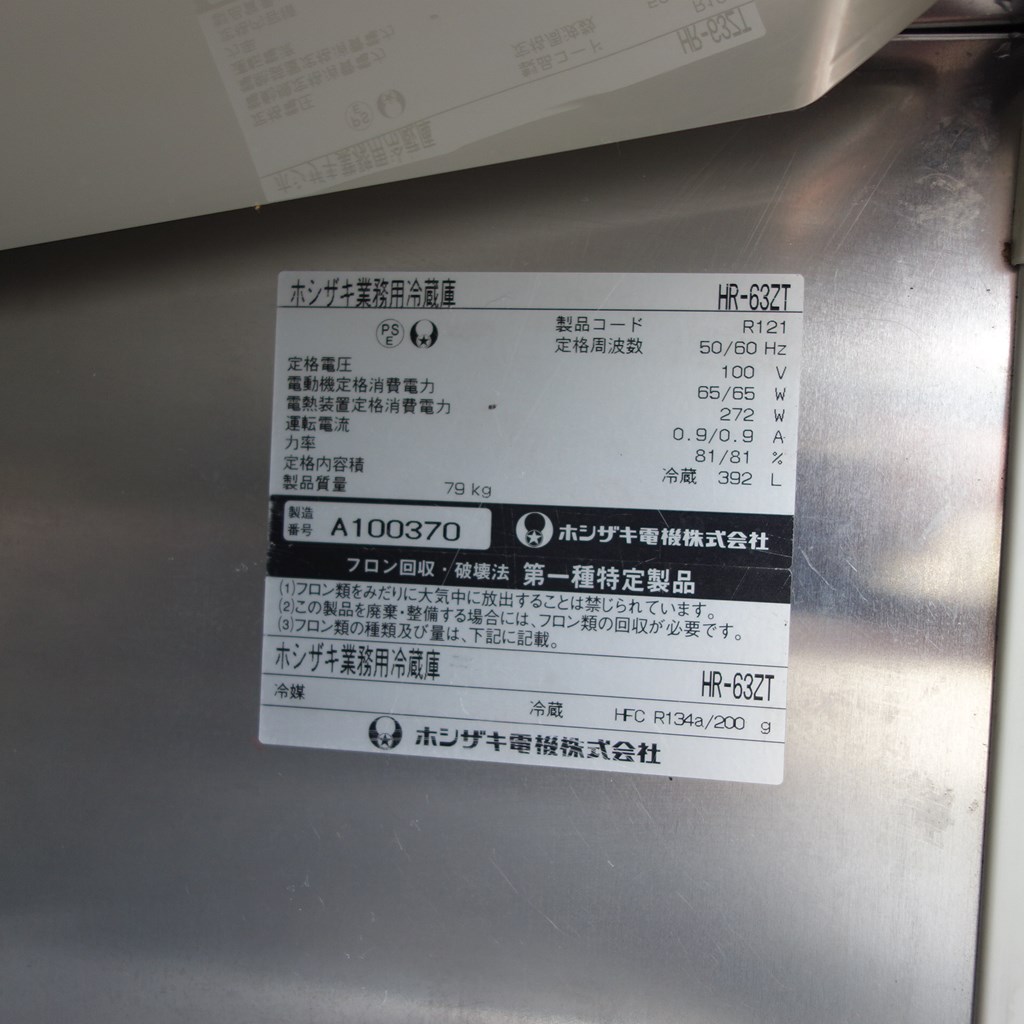 ホシザキ業務用冷蔵庫 HR-63ZT
PS E 製品コード R121
定格周波数 50/60 Hz
定格電圧 100 V
電動機定格消費電力 65/65 W
電熱装置定格消費電力 272 W
運転電流 0.9/0.9 A
力率 81/81 %
定格内容積 冷蔵 392 L
製品質量 79 kg
製造番号 A100370 ホシザキ電機株式会社
フロン回収・破壊法 第一種特定製品
(1)フロン類をみだりに大気中に放出することは禁じられています。
(2)この製品を廃棄・整備する場合には、フロン類の回収が必要です。
(3)フロン類の種類及び量は、下記に記載。
ホシザキ業務用冷蔵庫 HR-63ZT
冷媒 冷蔵 HFC R134a/200 g
ホシザキ電機株式会社